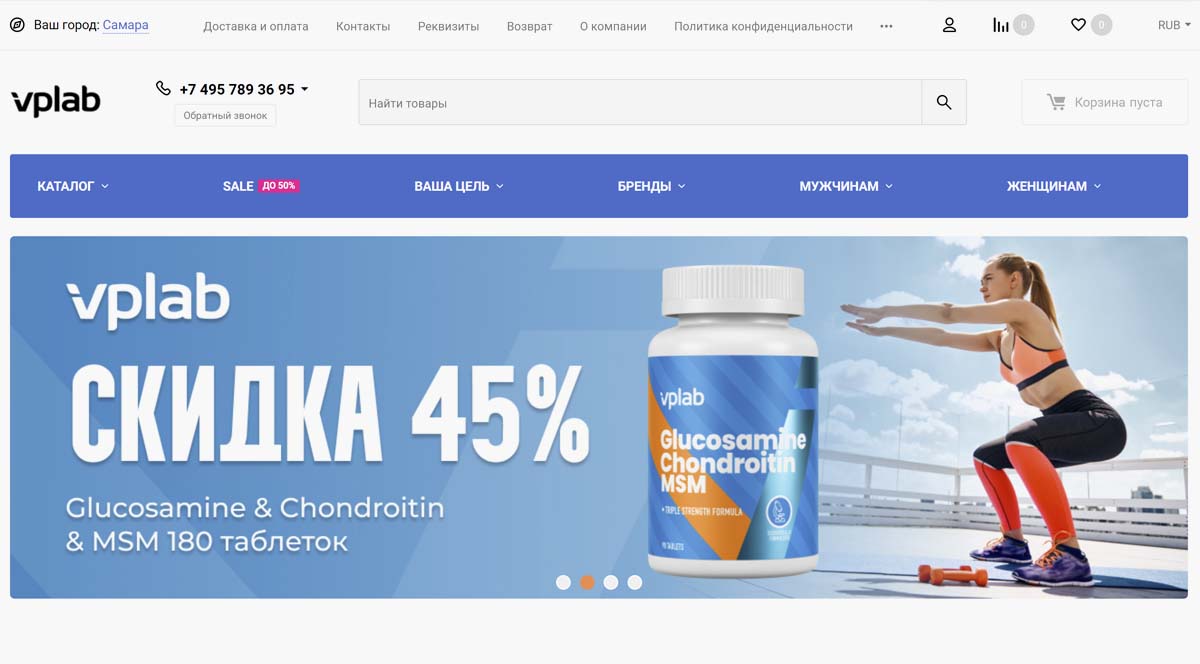 Ваш город: Самара
Доставка и оплата
Контакты
Реквизиты
Возврат
О компании
Политика конфиденциальности
0
0
RUB
vplab
+7 495 789 36 95
Обратный звонок
Найти товары
Корзина пуста
КАТАЛОГ
SALE ДО 50%
ВАША ЦЕЛЬ
БРЕНДЫ
МУЖЧИНАМ
ЖЕНЩИНАМ
vplab
СКИДКА 45%
Glucosamine & Chondroitin
& MSM 180 таблеток
vplab
Glucosamine
Chondroitin
MSM
• TRIPLE STRENGTH FORMULA
90 TABLETS